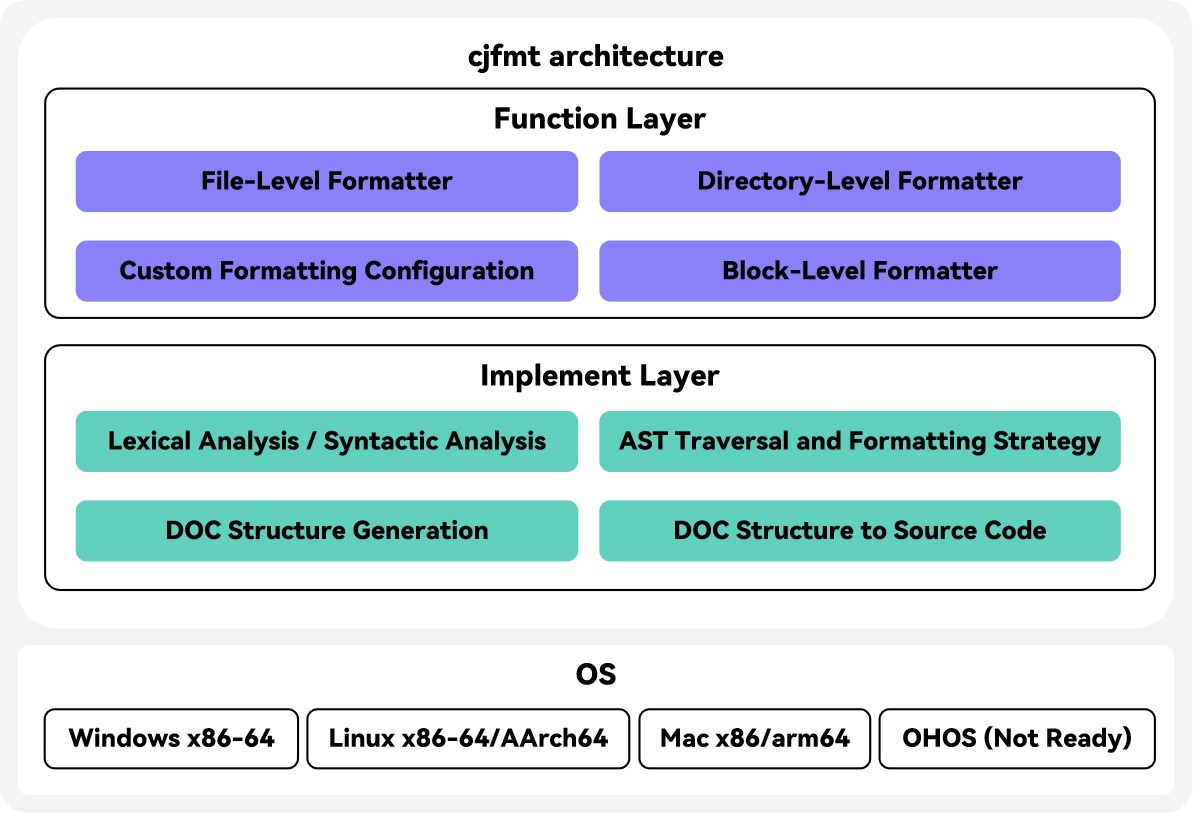 cjfmt architecture
Function Layer
File-Level Formatter
Directory-Level Formatter
Custom Formatting Configuration
Block-Level Formatter
Implement Layer
Lexical Analysis / Syntactic Analysis
AST Traversal and Formatting Strategy
DOC Structure Generation
DOC Structure to Source Code
OS
Windows x86-64
Linux x86-64/AArch64
Mac x86/arm64
OHOS (Not Ready)